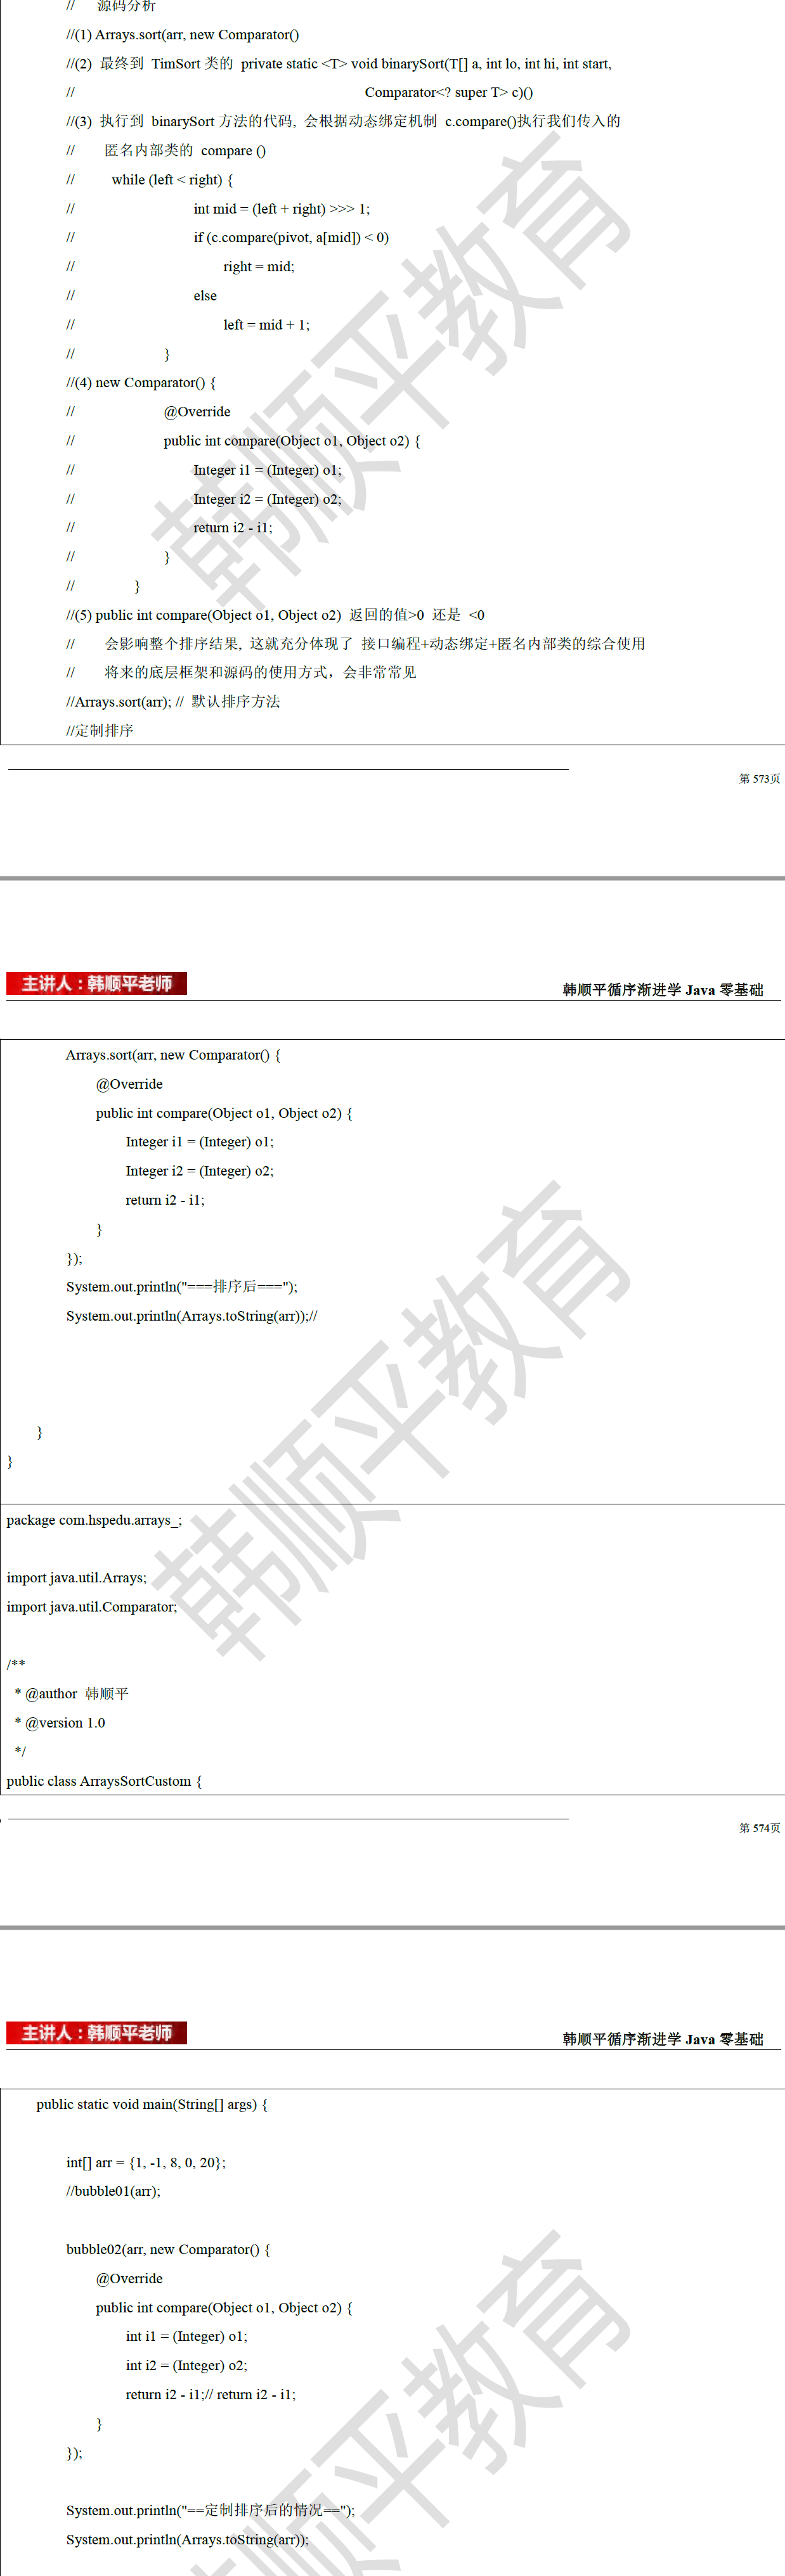 // 源码分析
//(1) Arrays.sort(arr, new Comparator()
//(2) 最终到 TimSort 类的 private static <T> void binarySort(T[] a, int lo, int hi, int start,
// Comparator<? super T> c)()
//(3) 执行到 binarySort 方法的代码, 会根据动态绑定机制 c.compare()执行我们传入的
// 匿名内部类的 compare ()
// while (left < right) {
// int mid = (left + right) >>> 1;
// if (c.compare(pivot, a[mid]) < 0)
// right = mid;
// else
// left = mid + 1;
// }
//(4) new Comparator() {
// @Override
// public int compare(Object o1, Object o2) {
// Integer i1 = (Integer) o1;
// Integer i2 = (Integer) o2;
// return i2 - i1;
// }
// }
//(5) public int compare(Object o1, Object o2) 返回的值>0 还是 <0
// 会影响整个排序结果, 这就充分体现了 接口编程+动态绑定+匿名内部类的综合使用
// 将来的底层框架和源码的使用方式，会非常常见
//Arrays.sort(arr); // 默认排序方法
//定制排序
韩顺平教育
第 573页
主讲人：韩顺平老师
韩顺平循序渐进学 Java 零基础
Arrays.sort(arr, new Comparator() {
@Override
public int compare(Object o1, Object o2) {
Integer i1 = (Integer) o1;
Integer i2 = (Integer) o2;
return i2 - i1;
}
});
System.out.println("===排序后===");
System.out.println(Arrays.toString(arr));//
}
}
package com.hspedu.arrays_;
import java.util.Arrays;
import java.util.Comparator;
/**
* @author 韩顺平
* @version 1.0
*/
public class ArraysSortCustom {
韩顺平教育
第 574页
主讲人：韩顺平老师
韩顺平循序渐进学 Java 零基础
public static void main(String[] args) {
int[] arr = {1, -1, 8, 0, 20};
//bubble01(arr);
bubble02(arr, new Comparator() {
@Override
public int compare(Object o1, Object o2) {
int i1 = (Integer) o1;
int i2 = (Integer) o2;
return i2 - i1;// return i2 - i1;
}
});
System.out.println("==定制排序后的情况==");
System.out.println(Arrays.toString(arr));
顺平教育